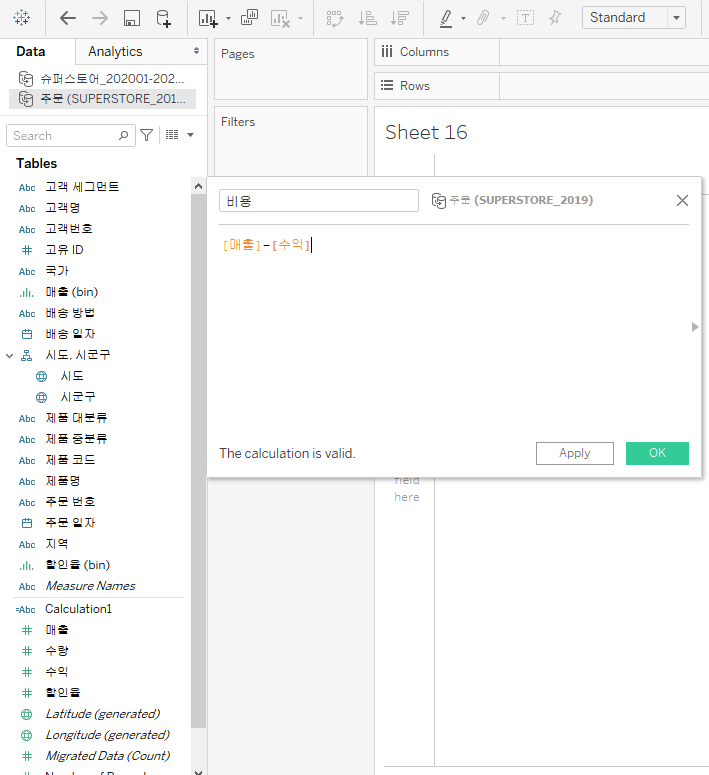 Standard
Data
Analytics
슈퍼스토어_202001-202...
주문 (SUPERSTORE_201...
Search
Tables
Abc 고객 세그먼트
Abc 고객명
Abc 고객번호
# 고유 ID
Abc 국가
매출 (bin)
Abc 배송 방법
배송 일자
시도, 시군구
시도
시군구
Abc 제품 대분류
Abc 제품 중분류
Abc 제품 코드
Abc 제품명
Abc 주문 번호
주문 일자
Abc 지역
할인율 (bin)
Abc Measure Names
=Abc Calculation1
# 매출
# 수량
# 수익
# 할인율
Latitude (generated)
Longitude (generated)
# Migrated Data (Count)
Pages
Filters
Columns
Rows
Sheet 16
비용
주문 (SUPERSTORE_2019)
[매출]-[수익]
The calculation is valid.
Apply
OK
field
here